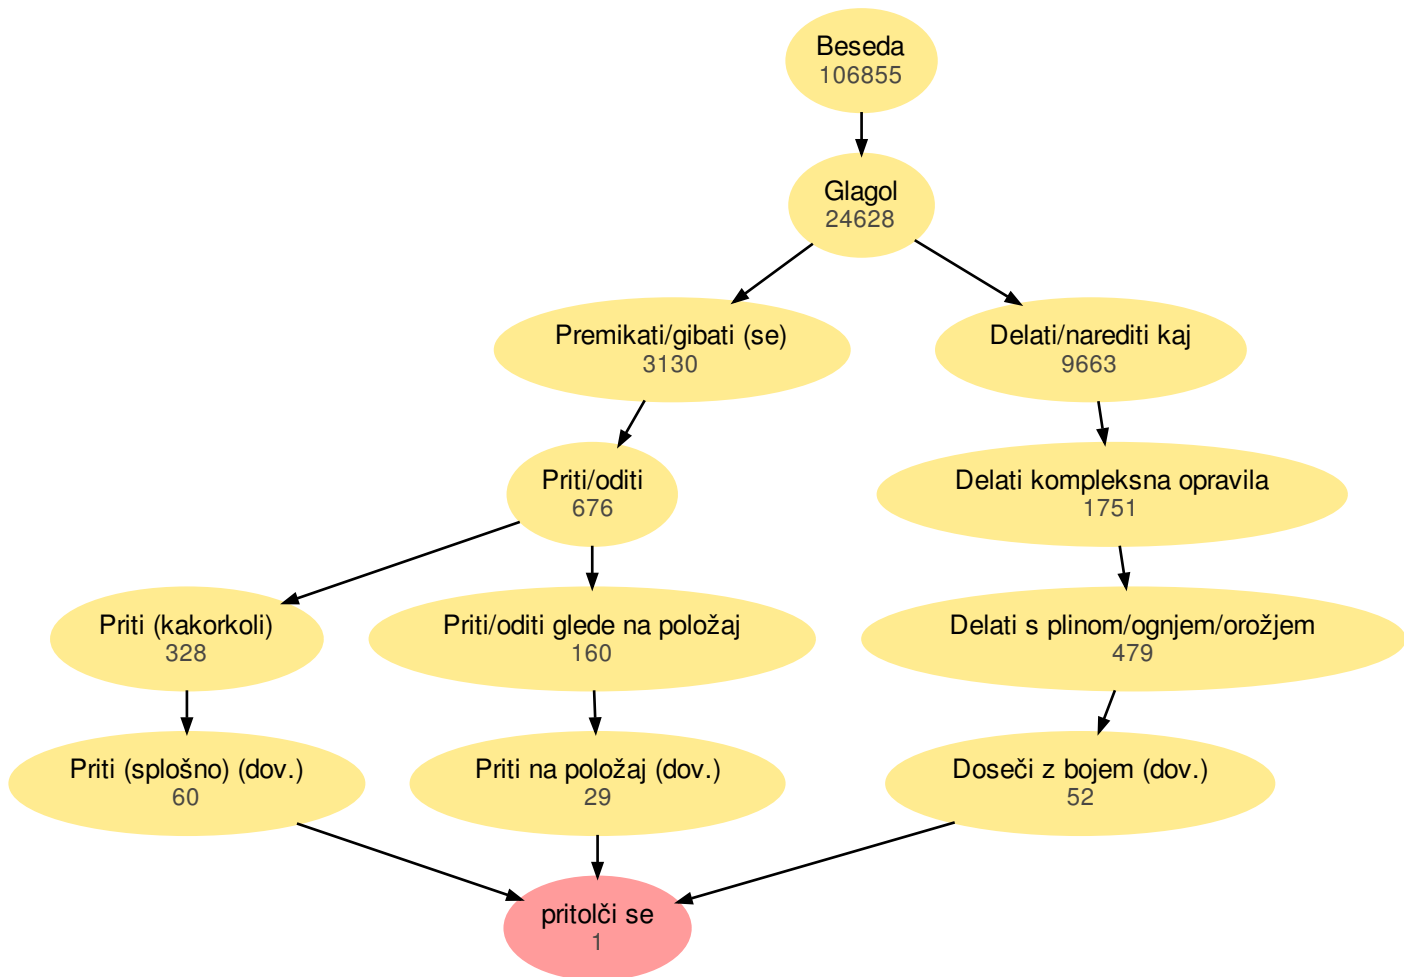 Beseda
106855
Glagol
24628
Premikati/gibati (se)
3130
Delati/narediti kaj
9663
Priti/oditi
676
Delati kompleksna opravila
1751
Priti (kakorkoli)
328
Priti/oditi glede na položaj
160
Delati s plinom/ognjem/orožjem
479
Priti (splošno) (dov.)
60
Priti na položaj (dov.)
29
Doseči z bojem (dov.)
52
pritolči se
1